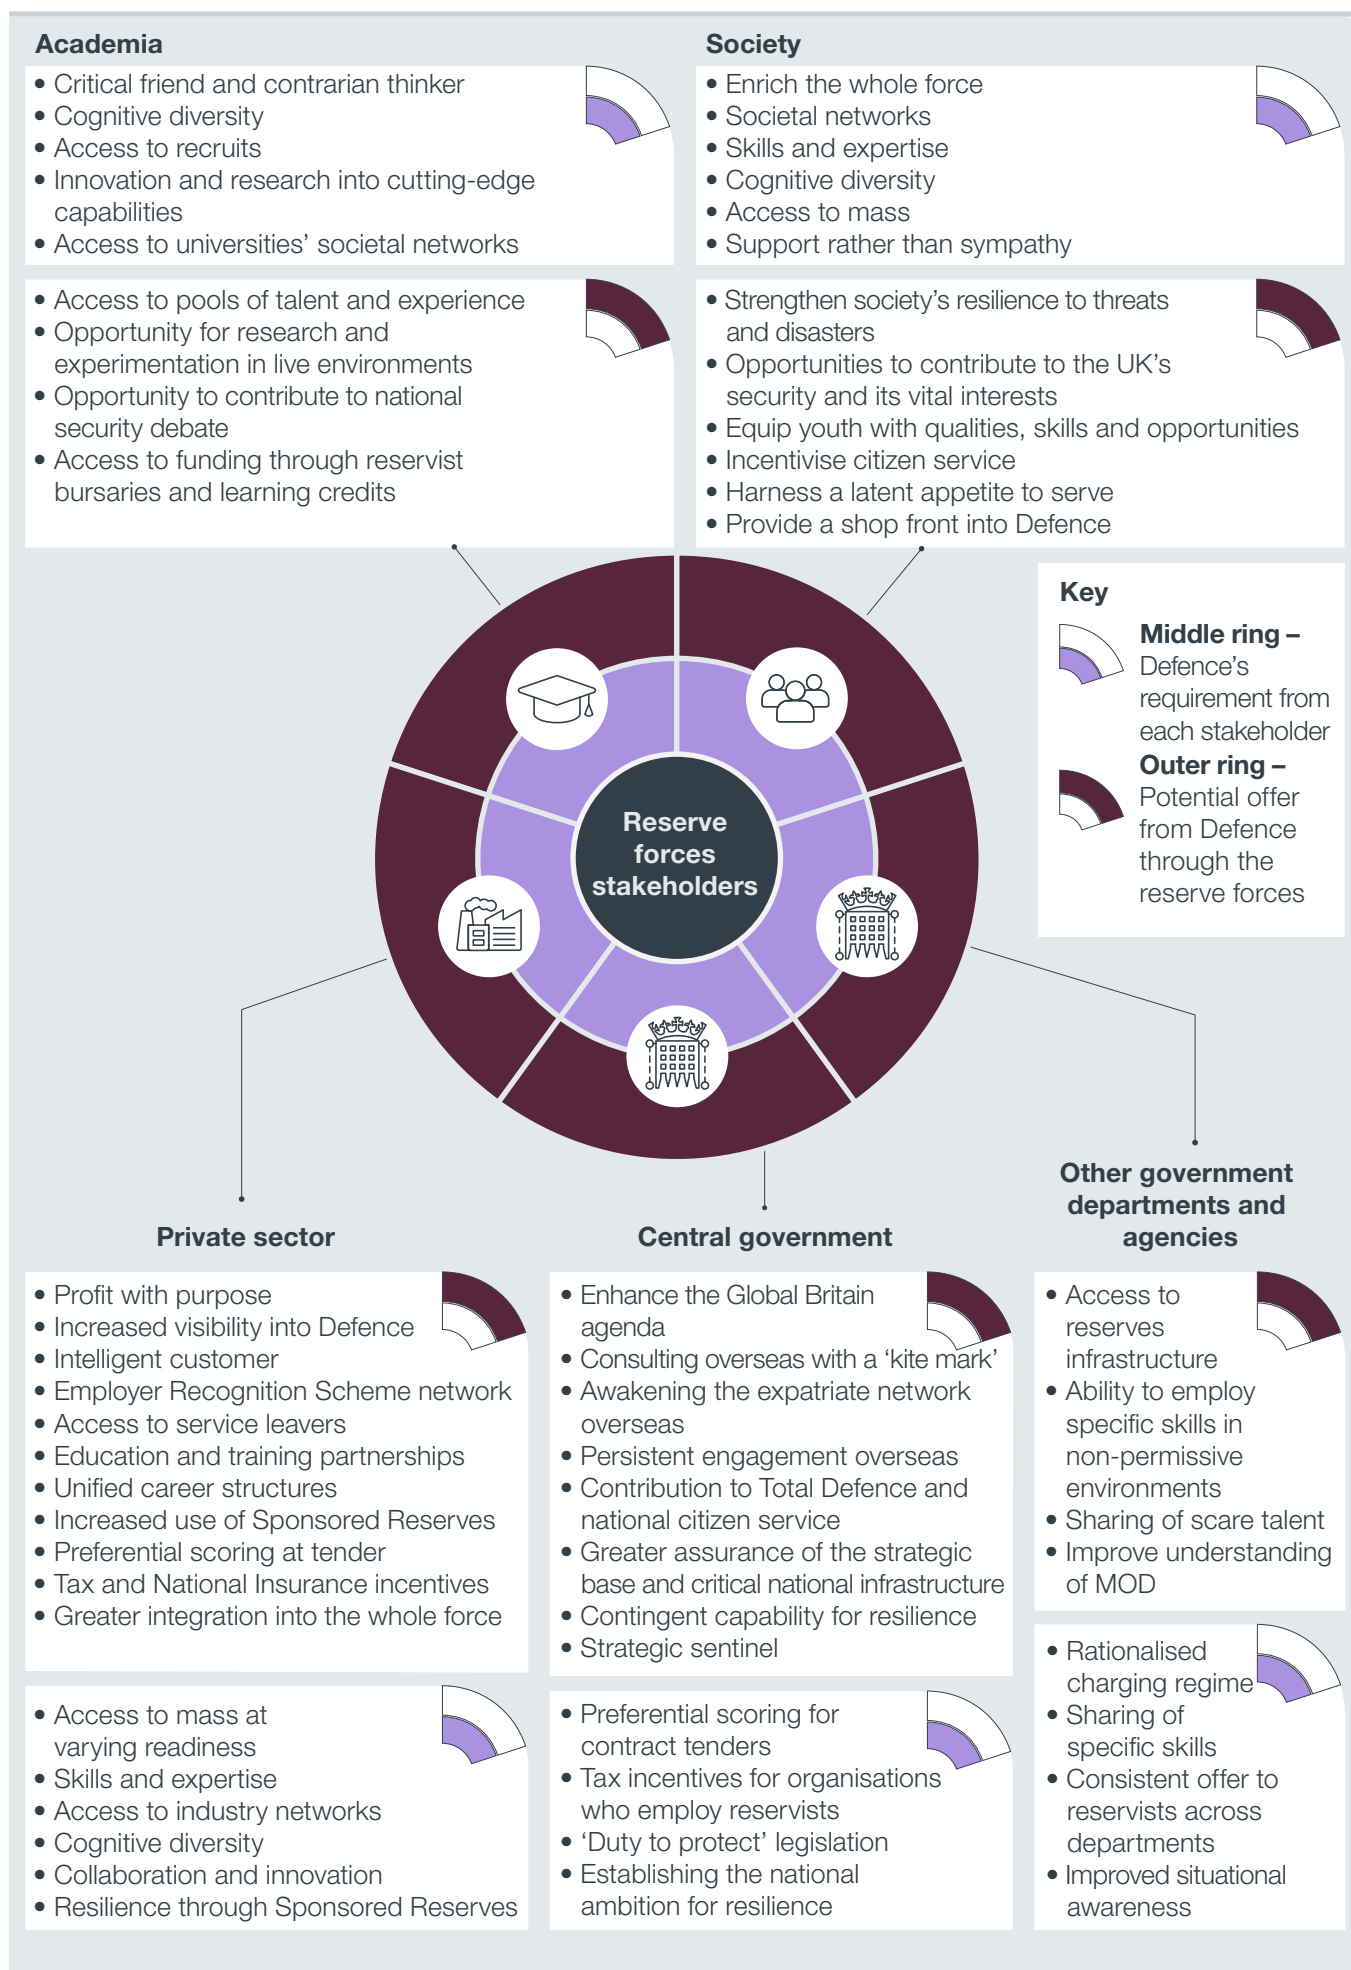 Academia
• Critical friend and contrarian thinker
• Cognitive diversity
• Access to recruits
• Innovation and research into cutting-edge
capabilities
• Access to universities’ societal networks
• Access to pools of talent and experience
• Opportunity for research and
experimentation in live environments
• Opportunity to contribute to national
security debate
• Access to funding through reservist
bursaries and learning credits
Society
• Enrich the whole force
• Societal networks
• Skills and expertise
• Cognitive diversity
• Access to mass
• Support rather than sympathy
• Strengthen society’s resilience to threats
and disasters
• Opportunities to contribute to the UK’s
security and its vital interests
• Equip youth with qualities, skills and opportunities
• Incentivise citizen service
• Harness a latent appetite to serve
• Provide a shop front into Defence
Key
Middle ring –
Defence’s
requirement from
each stakeholder
Outer ring –
Potential offer
from Defence
through the
reserve forces
Reserve
forces
stakeholders
Private sector
• Profit with purpose
• Increased visibility into Defence
• Intelligent customer
• Employer Recognition Scheme network
• Access to service leavers
• Education and training partnerships
• Unified career structures
• Increased use of Sponsored Reserves
• Preferential scoring at tender
• Tax and National Insurance incentives
• Greater integration into the whole force
• Access to mass at
varying readiness
• Skills and expertise
• Access to industry networks
• Cognitive diversity
• Collaboration and innovation
• Resilience through Sponsored Reserves
Central government
• Enhance the Global Britain
agenda
• Consulting overseas with a ‘kite mark’
• Awakening the expatriate network
overseas
• Persistent engagement overseas
• Contribution to Total Defence and
national citizen service
• Greater assurance of the strategic
base and critical national infrastructure
• Contingent capability for resilience
• Strategic sentinel
• Preferential scoring for
contract tenders
• Tax incentives for organisations
who employ reservists
• ‘Duty to protect’ legislation
• Establishing the national
ambition for resilience
Other government
departments and
agencies
• Access to
reserves
infrastructure
• Ability to employ
specific skills in
non-permissive
environments
• Sharing of scare talent
• Improve understanding
of MOD
• Rationalised
charging regime
• Sharing of
specific skills
• Consistent offer to
reservists across
departments
• Improved situational
awareness